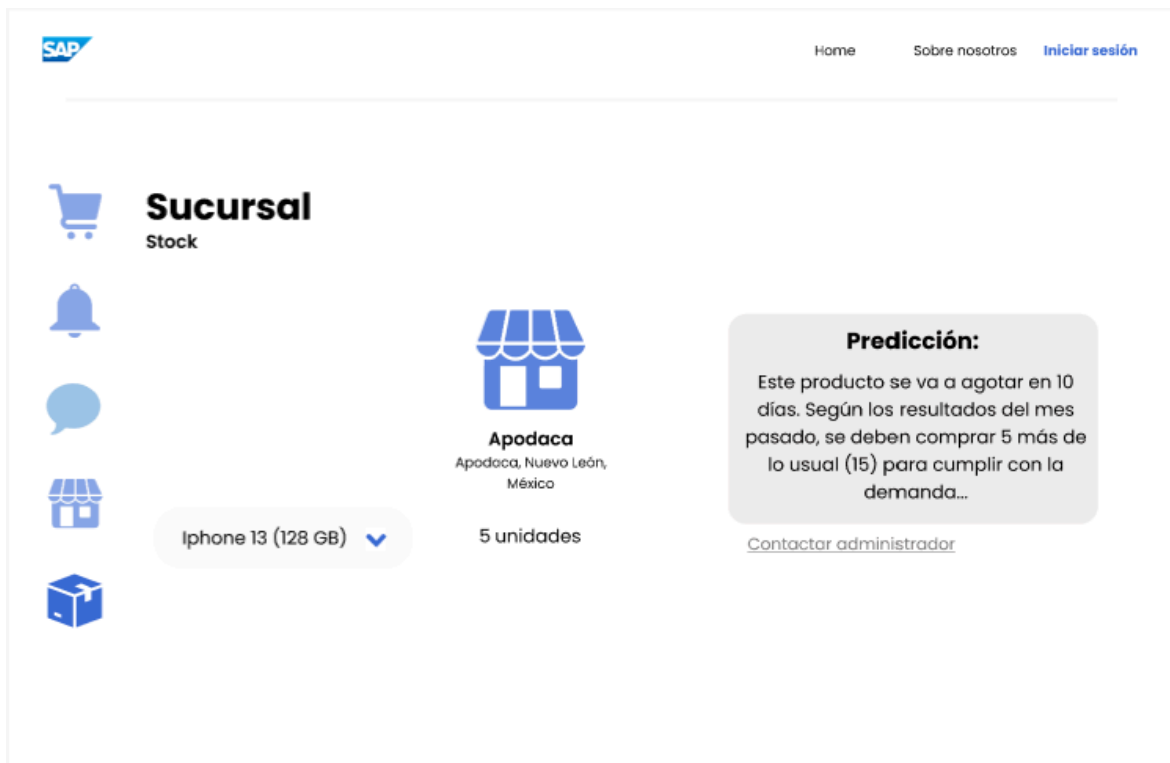 SAP
Home
Sobre nosotros
Iniciar sesión
Sucursal
Stock
Apodaca
Apodaca, Nuevo León,
México
Iphone 13 (128 GB)
5 unidades
Predicción:
Este producto se va a agotar en 10
días. Según los resultados del mes
pasado, se deben comprar 5 más de
lo usual (15) para cumplir con la
demanda...
Contactar administrador